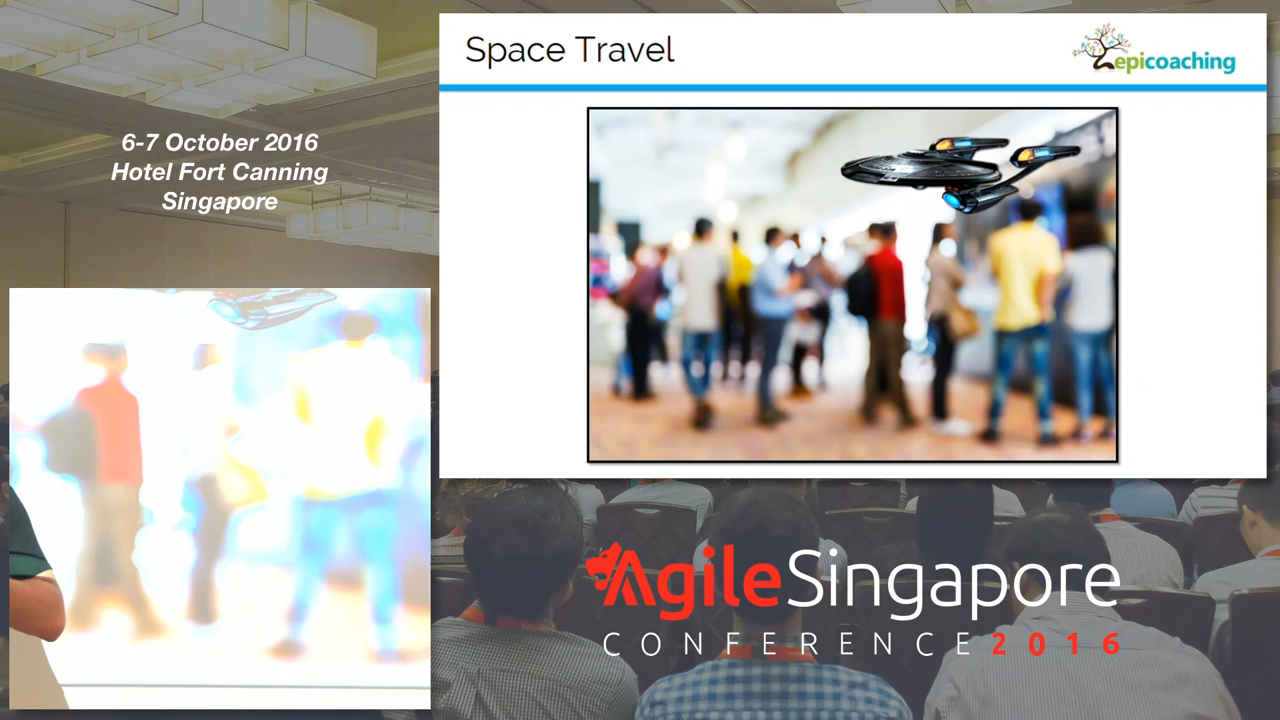 6-7 October 2016
Hotel Fort Canning
Singapore
Space Travel
epicoaching
AgileSingapore
CONFERENCE 2016